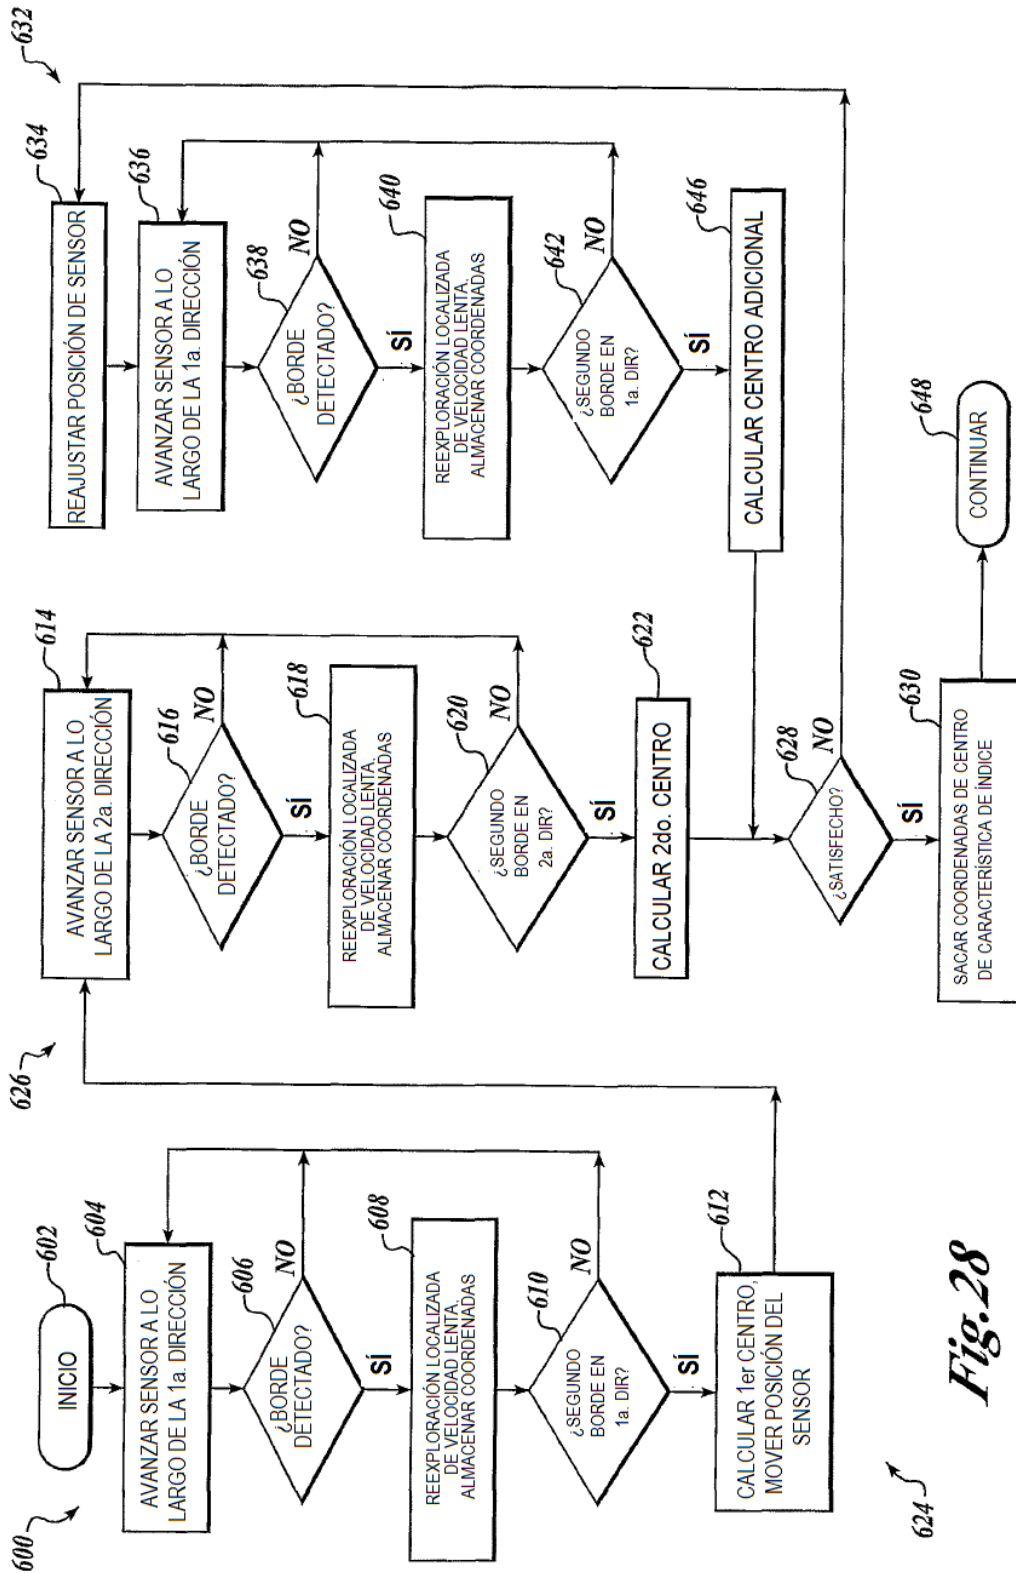 600
602
INICIO
604
AVANZAR SENSOR A LO
LARGO DE LA 1a. DIRECCIÓN
606
¿BORDE
DETECTADO?
NO
SÍ
608
REEXPLORACIÓN LOCALIZADA
DE VELOCIDAD LENTA,
ALMACENAR COORDENADAS
610
¿SEGUNDO
BORDE EN
1a. DIR?
NO
SÍ
612
CALCULAR 1er CENTRO,
MOVER POSICIÓN DEL
SENSOR
624
626
614
AVANZAR SENSOR A LO
LARGO DE LA 2a. DIRECCIÓN
616
¿BORDE
DETECTADO?
NO
SÍ
618
REEXPLORACIÓN LOCALIZADA
DE VELOCIDAD LENTA,
ALMACENAR COORDENADAS
620
¿SEGUNDO
BORDE EN
2a. DIR?
NO
SÍ
622
CALCULAR 2do. CENTRO
628
¿SATISFECHO?
NO
SÍ
630
SACAR COORDENADAS DE CENTRO
DE CARACTERÍSTICA DE ÍNDICE
632
634
REAJUSTAR POSICIÓN DE SENSOR
636
AVANZAR SENSOR A LO
LARGO DE LA 1a. DIRECCIÓN
638
¿BORDE
DETECTADO?
NO
SÍ
640
REEXPLORACIÓN LOCALIZADA
DE VELOCIDAD LENTA,
ALMACENAR COORDENADAS
642
¿SEGUNDO
BORDE EN
1a. DIR?
NO
SÍ
646
CALCULAR CENTRO ADICIONAL
648
CONTINUAR
Fig.28